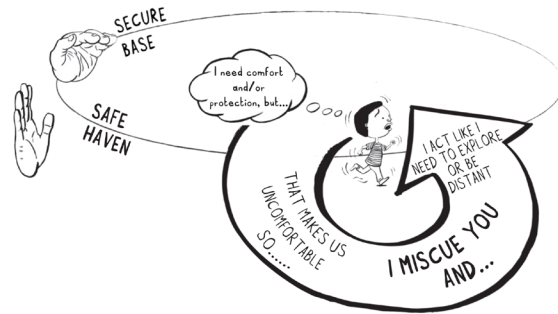 SECURE
BASE
SAFE
HAVEN
I need comfort
and/or
protection, but...
THAT MAKES US
UNCOMFORTABLE
SO......
I MISCUE YOU
AND...
I ACT LIKE I
NEED TO EXPLORE
OR BE
DISTANT